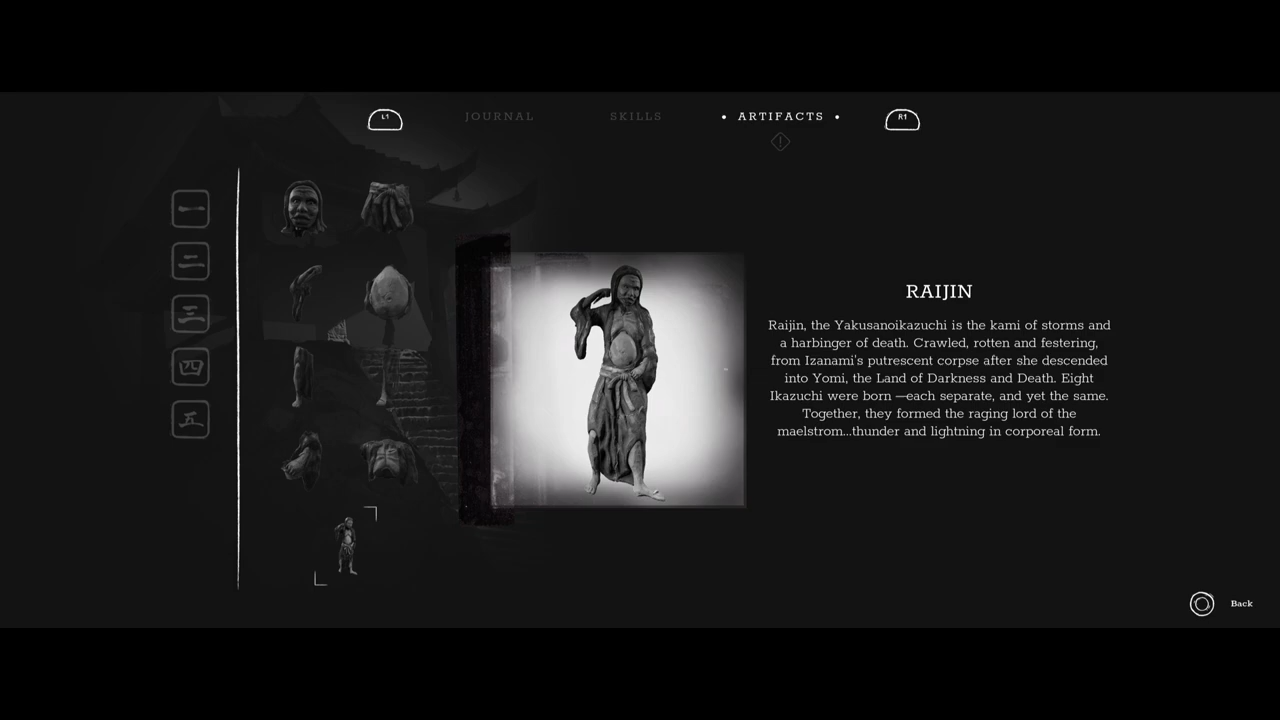 L1
JOURNAL
SKILLS
• ARTIFACTS •
R1
!
一
二
三
四
五
RAIJIN
Raijin, the Yakusanoikazuchi is the kami of storms and
a harbinger of death. Crawled, rotten and festering,
from Izanami's putrescent corpse after she descended
into Yomi, the Land of Darkness and Death. Eight
Ikazuchi were born —each separate, and yet the same.
Together, they formed the raging lord of the
maelstrom...thunder and lightning in corporeal form.
Back